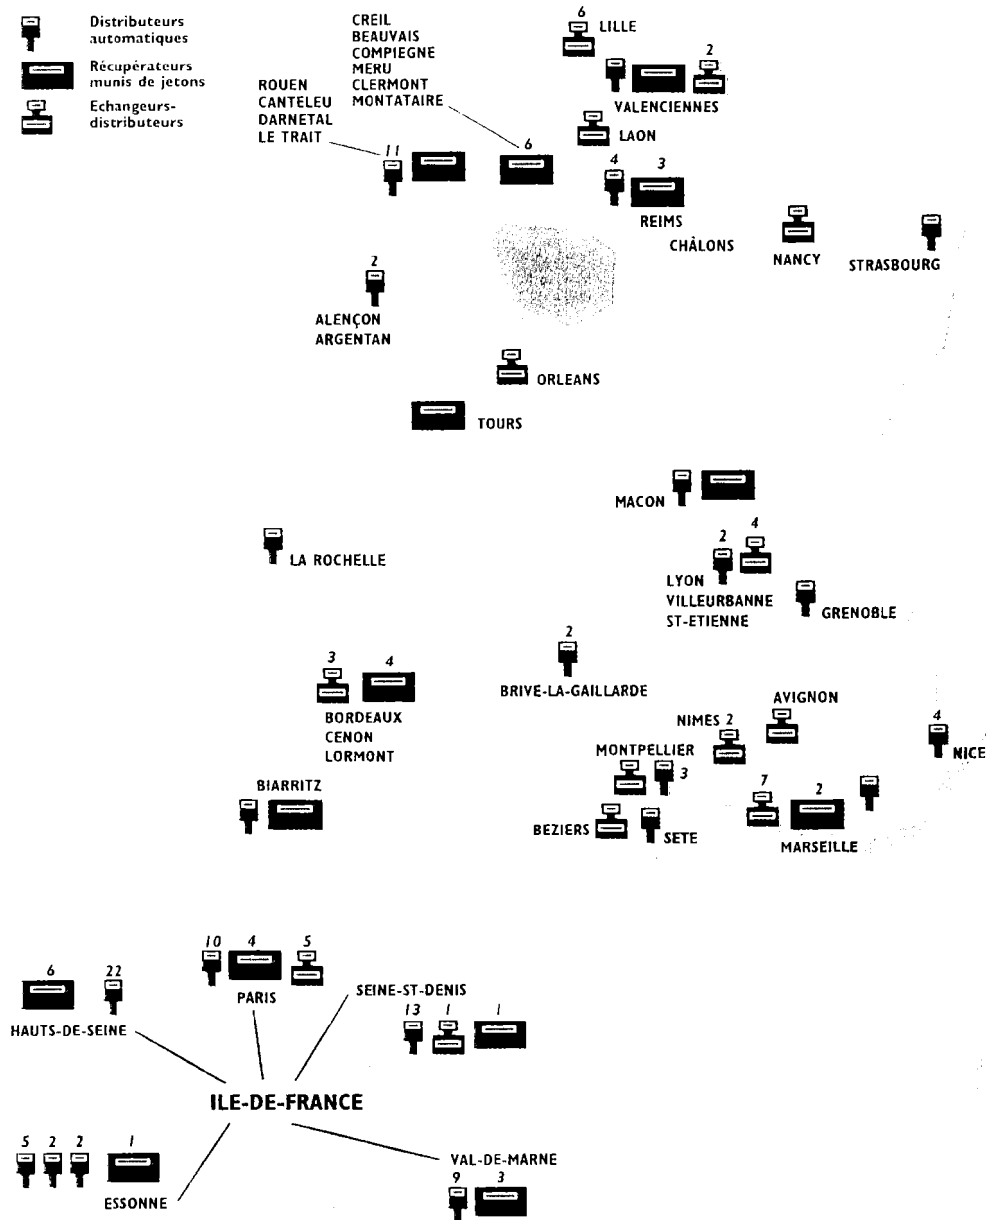 Distributeurs
automatiques
Récupérateurs
munis de jetons
Echangeurs-
distributeurs
CREIL
BEAUVAIS
COMPIEGNE
MERU
CLERMONT
MONTATAIRE
6
ROUEN
CANTELEU
DARNETAL
LE TRAIT
11
6
LILLE
2
VALENCIENNES
LAON
4 3
REIMS
CHÂLONS
NANCY
STRASBOURG
2
ALENÇON
ARGENTAN
ORLEANS
TOURS
MACON
LA ROCHELLE
2 4
LYON
VILLEURBANNE
ST-ETIENNE
GRENOBLE
2
BRIVE-LA-GAILLARDE
3 4
BORDEAUX
CENON
LORMONT
AVIGNON
NIMES 2
4
NICE
MONTPELLIER
3
BIARRITZ
BEZIERS
SETE
7 2
MARSEILLE
10 4 5
PARIS
6 22
HAUTS-DE-SEINE
SEINE-ST-DENIS
13 1 1
ILE-DE-FRANCE
5 2 2 1
ESSONNE
VAL-DE-MARNE
9 3